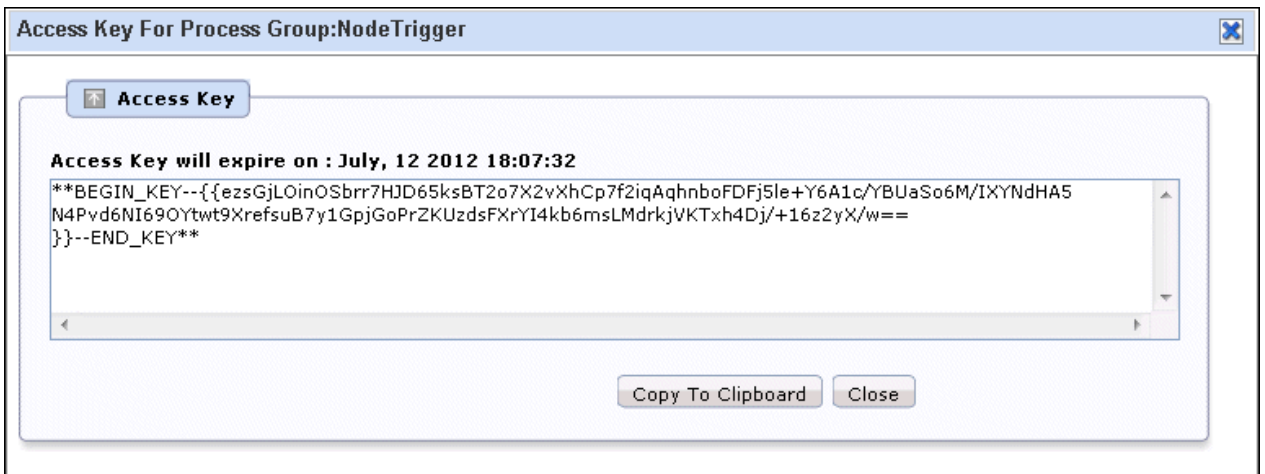 Access Key For Process Group:NodeTrigger
Access Key
Access Key will expire on : July, 12 2012 18:07:32
**BEGIN_KEY--{{ezsGjLOinOSbrr7HJD65ksBT2o7X2vXhCp7f2iqAqhnboFDFj5le+Y6A1c/YBUaSo6M/IXYNdHA5
N4Pvd6NI69OYtwt9XrefsuB7y1GpjGoPrZKUzdsFXrYI4kb6msLMdrkjVKTxh4Dj/+16z2yX/w==
}}--END_KEY**
Copy To Clipboard
Close